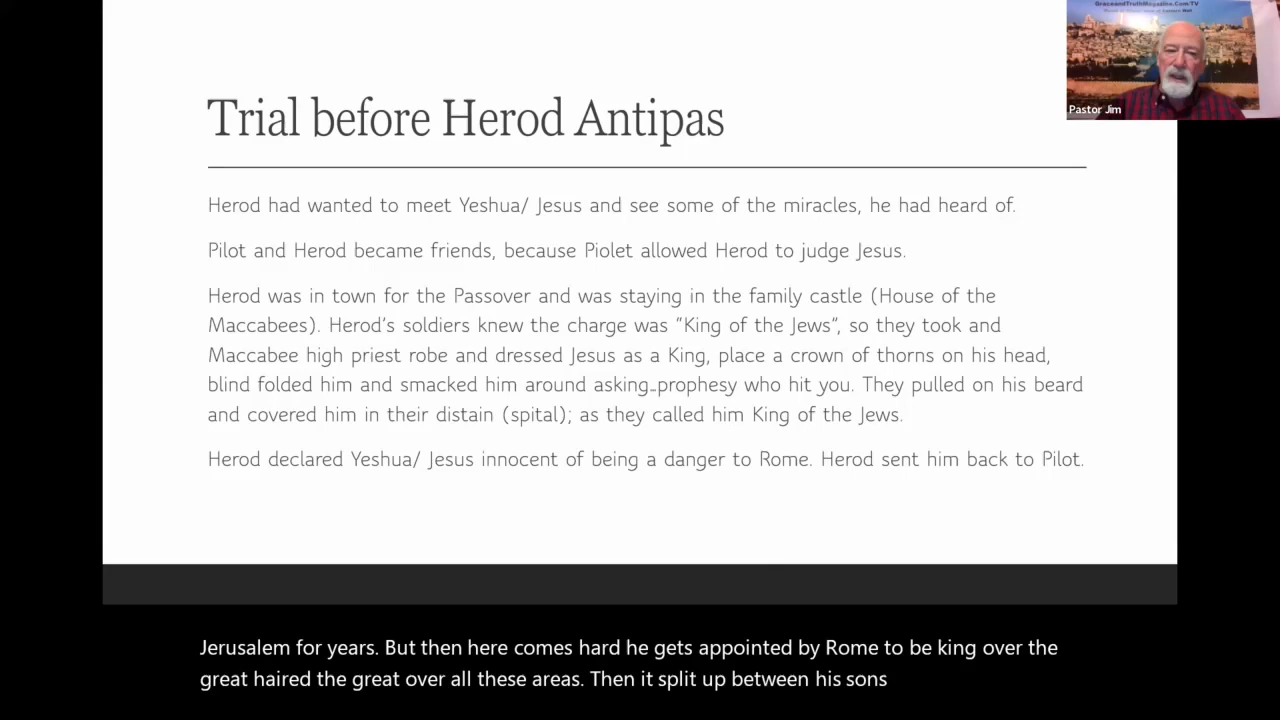 GraceandTruthMagazine.Com-TV
Pastor Jim
Trial before Herod Antipas
Herod had wanted to meet Yeshua/ Jesus and see some of the miracles, he had heard of.
Pilot and Herod became friends, because Piolet allowed Herod to judge Jesus.
Herod was in town for the Passover and was staying in the family castle (House of the
Maccabees). Herod’s soldiers knew the charge was “King of the Jews”, so they took and
Maccabee high priest robe and dressed Jesus as a King, place a crown of thorns on his head,
blind folded him and smacked him around asking-prophesy who hit you. They pulled on his beard
and covered him in their distain (spital); as they called him King of the Jews.
Herod declared Yeshua/ Jesus innocent of being a danger to Rome. Herod sent him back to Pilot.
Jerusalem for years. But then here comes hard he gets appointed by Rome to be king over the
great haired the great over all these areas. Then it split up between his sons